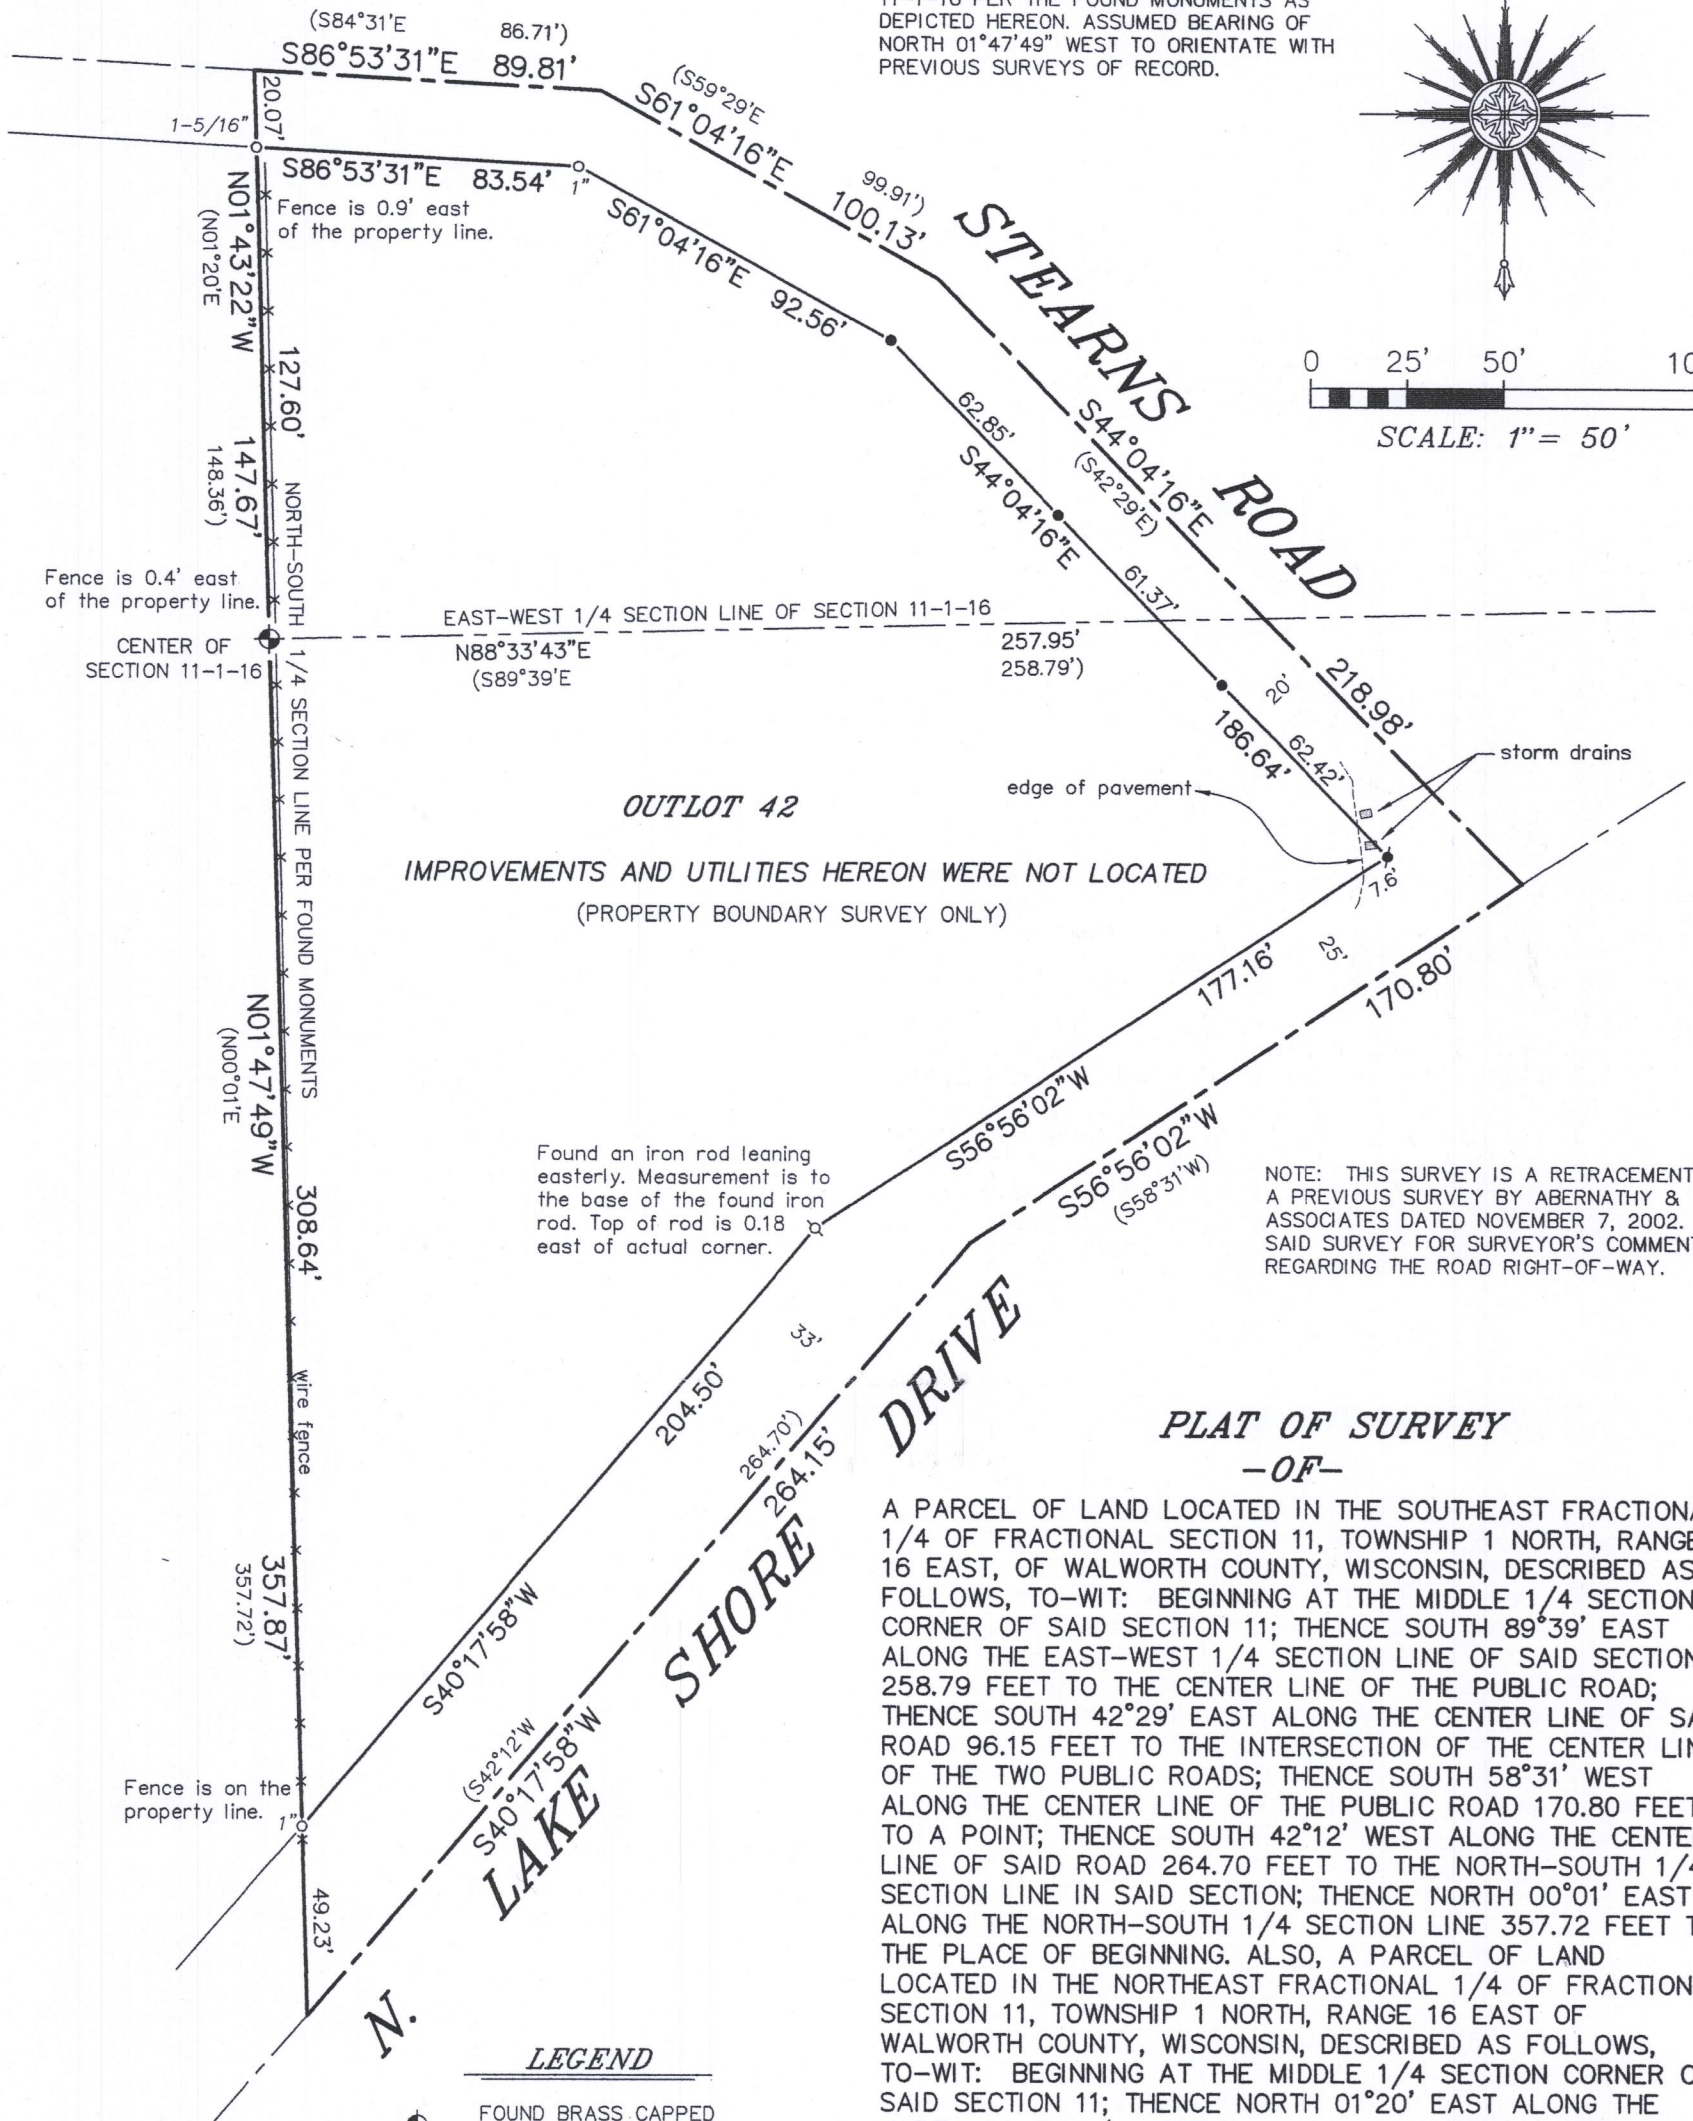 11-1-16 PER THE FOUND MONUMENTS AS
DEPICTED HEREON. ASSUMED BEARING OF
NORTH 01°47'49" WEST TO ORIENTATE WITH
PREVIOUS SURVEYS OF RECORD.
(S84°31'E 86.71')
S86°53'31"E 89.81'
(S59°29'E 99.91')
S61°04'16"E 100.13'
20.07'
1-5/16"
S86°53'31"E 83.54'
1"
Fence is 0.9' east
of the property line.
S61°04'16"E 92.56'
N01°43'22"W 147.67'
(N01°20'E 148.36')
127.60'
STEARNS ROAD
0 25' 50' 10
SCALE: 1"= 50'
62.85'
S44°04'16"E
61.37'
S44°04'16"E
(S42°29'E)
218.98'
20'
186.64'
62.42'
Fence is 0.4' east
of the property line.
CENTER OF
SECTION 11-1-16
NORTH-SOUTH 1/4 SECTION LINE PER FOUND MONUMENTS
EAST-WEST 1/4 SECTION LINE OF SECTION 11-1-16
N88°33'43"E 257.95'
(S89°39'E 258.79')
storm drains
edge of pavement
7.6'
OUTLOT 42
IMPROVEMENTS AND UTILITIES HEREON WERE NOT LOCATED
(PROPERTY BOUNDARY SURVEY ONLY)
25'
177.16'
170.80'
S56°56'02"W
S56°56'02"W
(S58°31'W)
N01°47'49"W 357.87'
(N00°01'E 357.72')
308.64'
wire fence
Found an iron rod leaning
easterly. Measurement is to
the base of the found iron
rod. Top of rod is 0.18
east of actual corner.
NOTE: THIS SURVEY IS A RETRACEMENT
A PREVIOUS SURVEY BY ABERNATHY &
ASSOCIATES DATED NOVEMBER 7, 2002.
SAID SURVEY FOR SURVEYOR'S COMMENT
REGARDING THE ROAD RIGHT-OF-WAY.
33'
204.50'
264.70')
264.15'
S40°17'58"W
(S42°12'W
S40°17'58"W
N. LAKE SHORE DRIVE
Fence is on the
property line.
1"
49.23'
PLAT OF SURVEY
-OF-
A PARCEL OF LAND LOCATED IN THE SOUTHEAST FRACTIONA
1/4 OF FRACTIONAL SECTION 11, TOWNSHIP 1 NORTH, RANGE
16 EAST, OF WALWORTH COUNTY, WISCONSIN, DESCRIBED AS
FOLLOWS, TO-WIT: BEGINNING AT THE MIDDLE 1/4 SECTION
CORNER OF SAID SECTION 11; THENCE SOUTH 89°39' EAST
ALONG THE EAST-WEST 1/4 SECTION LINE OF SAID SECTION
258.79 FEET TO THE CENTER LINE OF THE PUBLIC ROAD;
THENCE SOUTH 42°29' EAST ALONG THE CENTER LINE OF SA
ROAD 96.15 FEET TO THE INTERSECTION OF THE CENTER LIN
OF THE TWO PUBLIC ROADS; THENCE SOUTH 58°31' WEST
ALONG THE CENTER LINE OF THE PUBLIC ROAD 170.80 FEET
TO A POINT; THENCE SOUTH 42°12' WEST ALONG THE CENTE
LINE OF SAID ROAD 264.70 FEET TO THE NORTH-SOUTH 1/4
SECTION LINE IN SAID SECTION; THENCE NORTH 00°01' EAST
ALONG THE NORTH-SOUTH 1/4 SECTION LINE 357.72 FEET T
THE PLACE OF BEGINNING. ALSO, A PARCEL OF LAND
LOCATED IN THE NORTHEAST FRACTIONAL 1/4 OF FRACTION
SECTION 11, TOWNSHIP 1 NORTH, RANGE 16 EAST OF
WALWORTH COUNTY, WISCONSIN, DESCRIBED AS FOLLOWS,
TO-WIT: BEGINNING AT THE MIDDLE 1/4 SECTION CORNER O
SAID SECTION 11; THENCE NORTH 01°20' EAST ALONG THE
LEGEND
FOUND BRASS CAPPED